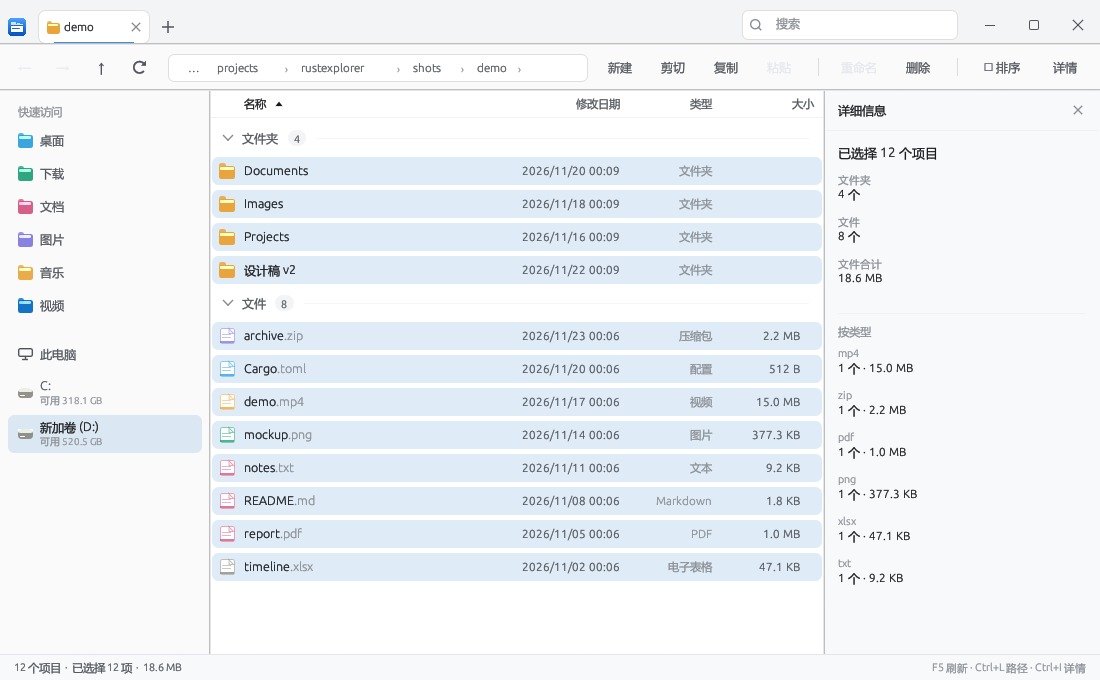 demo
搜索
... projects › rustexplorer › shots › demo ›
新建 剪切 复制 粘贴 重命名 删除 排序 详情
快速访问
桌面
下载
文档
图片
音乐
视频
此电脑
C:
可用 318.1 GB
新加卷 (D:)
可用 520.5 GB
名称 修改日期 类型 大小
文件夹 4
Documents 2026/11/20 00:09 文件夹
Images 2026/11/18 00:09 文件夹
Projects 2026/11/16 00:09 文件夹
设计稿 v2 2026/11/22 00:09 文件夹
文件 8
archive.zip 2026/11/23 00:06 压缩包 2.2 MB
Cargo.toml 2026/11/20 00:06 配置 512 B
demo.mp4 2026/11/17 00:06 视频 15.0 MB
mockup.png 2026/11/14 00:06 图片 377.3 KB
notes.txt 2026/11/11 00:06 文本 9.2 KB
README.md 2026/11/08 00:06 Markdown 1.8 KB
report.pdf 2026/11/05 00:06 PDF 1.0 MB
timeline.xlsx 2026/11/02 00:06 电子表格 47.1 KB
详细信息
已选择 12 个项目
文件夹
4 个
文件
8 个
文件合计
18.6 MB
按类型
mp4
1 个 · 15.0 MB
zip
1 个 · 2.2 MB
pdf
1 个 · 1.0 MB
png
1 个 · 377.3 KB
xlsx
1 个 · 47.1 KB
txt
1 个 · 9.2 KB
12 个项目 · 已选择 12 项 · 18.6 MB
F5 刷新 · Ctrl+L 路径 · Ctrl+I 详情